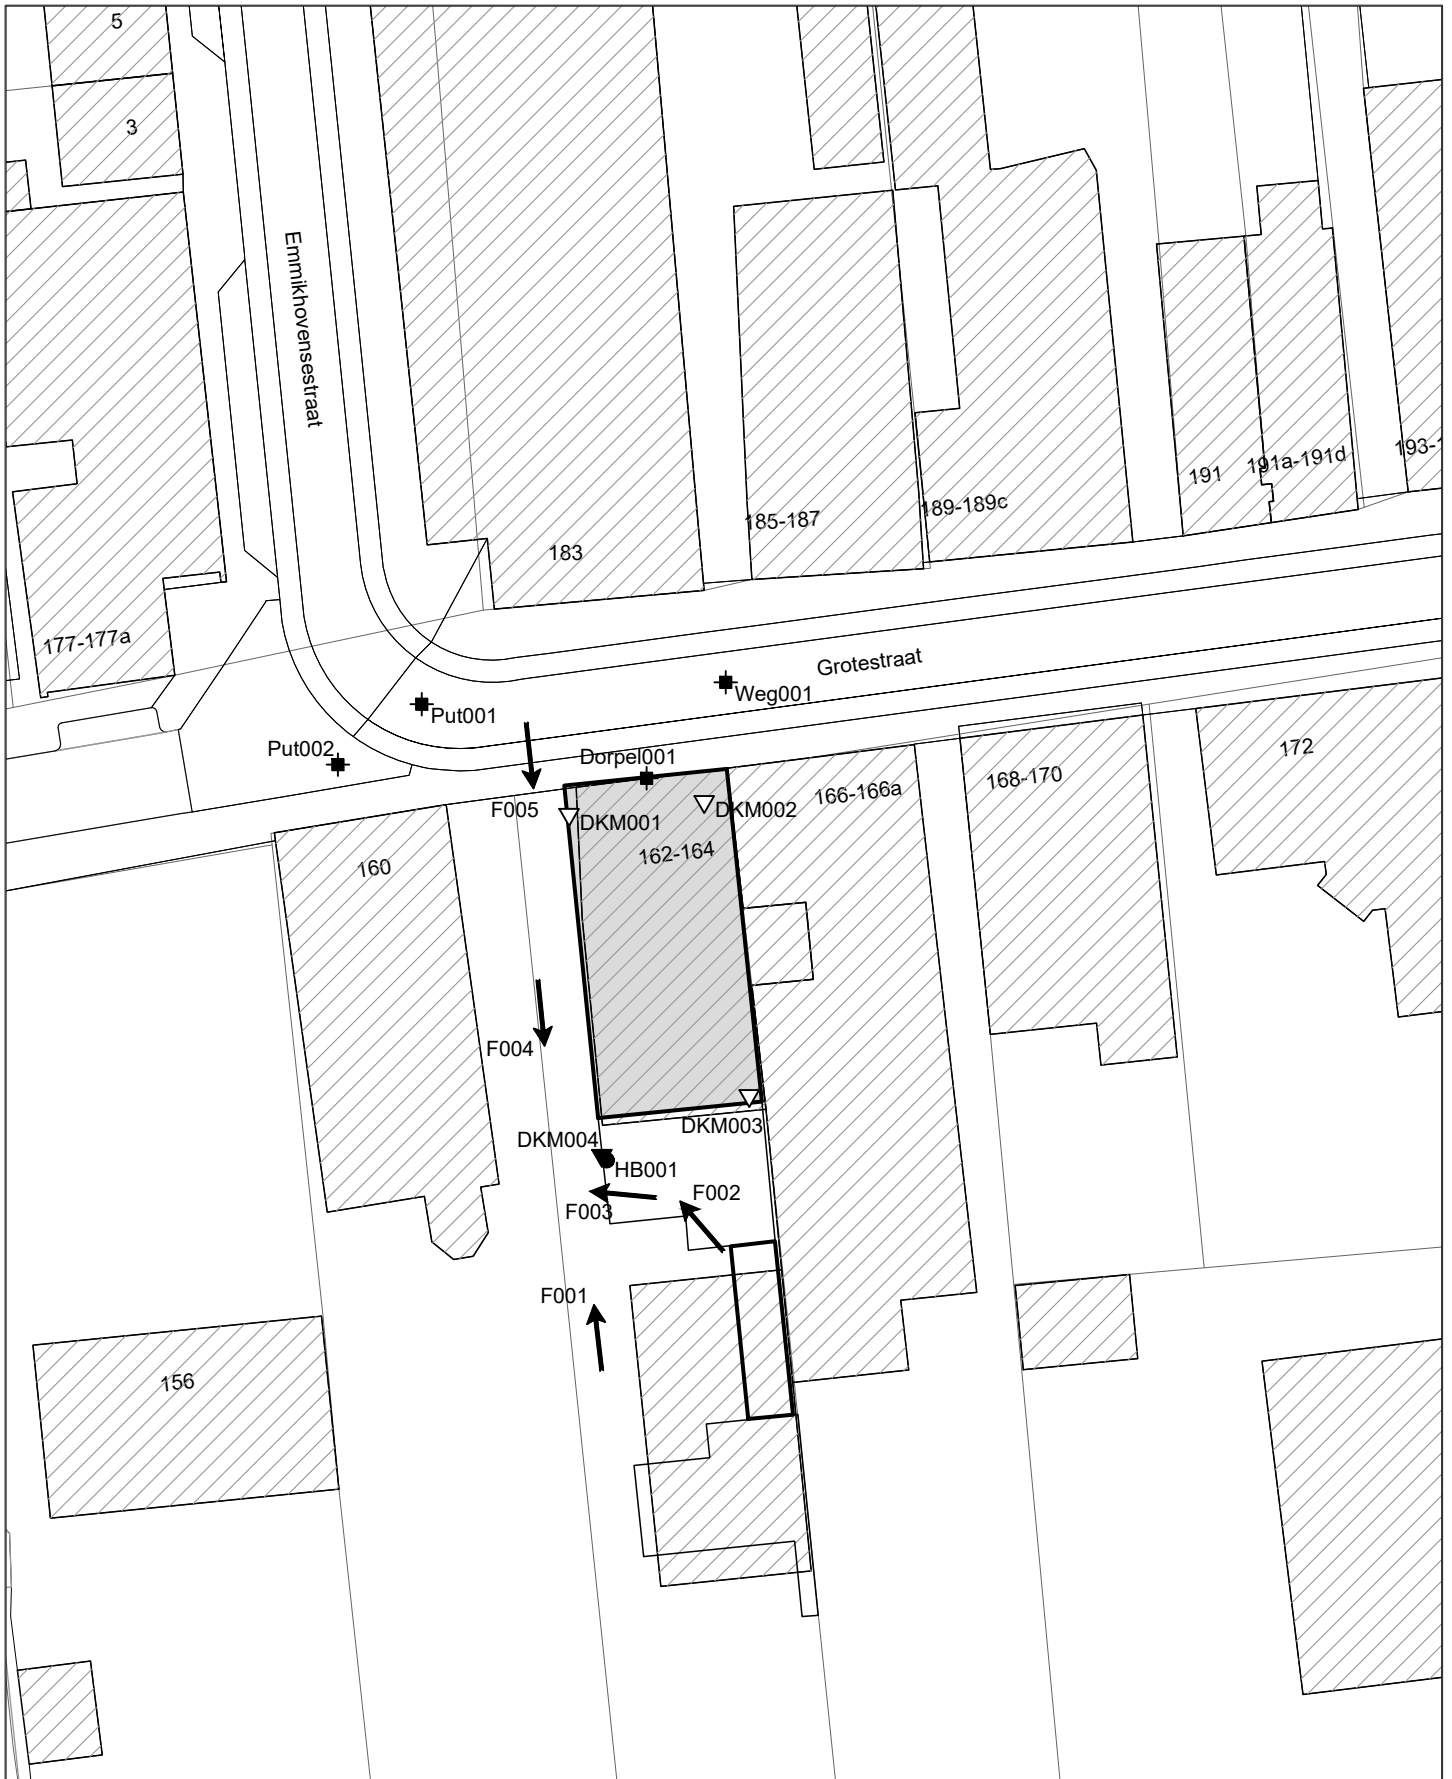 5
3
Emmikhovensestraat
193-1
191a-191d
191
189-189c
185-187
183
177-177a
Grotestraat
Weg001
Put001
Put002
Dorpel001
172
168-170
166-166a
F005
DKM001
DKM002
162-164
160
F004
DKM003
DKM004
HB001
F002
F003
F001
156